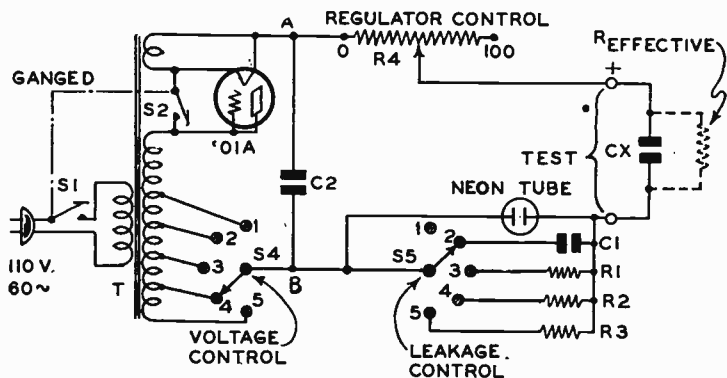 A
REGULATOR CONTROL
0
100
R4
REFFECTIVE
GANGED
S2
'01A
+
CX
TEST
C2
NEON TUBE
S1
1
2
3
4
5
S4
B
110 V.
60~
T
VOLTAGE
CONTROL
1
2
3
4
5
S5
C1
R1
R2
R3
LEAKAGE
CONTROL